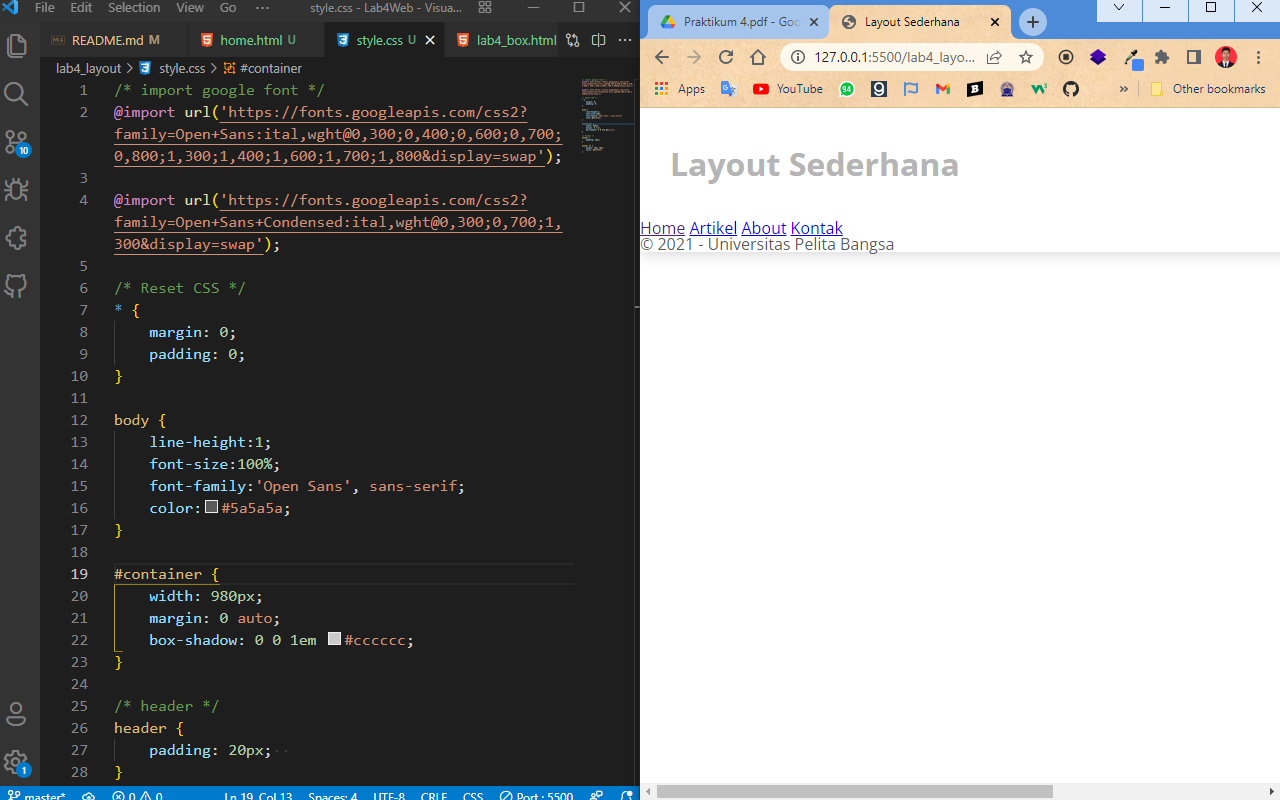 File Edit Selection View Go ··· style.css - Lab4Web - Visua...
README.md M home.html U style.css U lab4_box.html
lab4_layout > style.css > #container
1 /* import google font */
2 @import url('https://fonts.googleapis.com/css2?
family=Open+Sans:ital,wght@0,300;0,400;0,600;0,700;
0,800;1,300;1,400;1,600;1,700;1,800&display=swap');
3
4 @import url('https://fonts.googleapis.com/css2?
family=Open+Sans+Condensed:ital,wght@0,300;0,700;1,
300&display=swap');
5
6 /* Reset CSS */
7 * {
8 margin: 0;
9 padding: 0;
10 }
11
12 body {
13 line-height:1;
14 font-size:100%;
15 font-family:'Open Sans', sans-serif;
16 color:#5a5a5a;
17 }
18
19 #container {
20 width: 980px;
21 margin: 0 auto;
22 box-shadow: 0 0 1em #cccccc;
23 }
24
25 /* header */
26 header {
27 padding: 20px;
28 }
10
1
master* 0 0 Ln 19, Col 13 Spaces: 4 UTF-8 CRLF CSS Port : 5500
Praktikum 4.pdf - Goo Layout Sederhana
127.0.0.1:5500/lab4_layo...
Apps YouTube 94 » Other bookmarks
Layout Sederhana
Home Artikel About Kontak
© 2021 - Universitas Pelita Bangsa